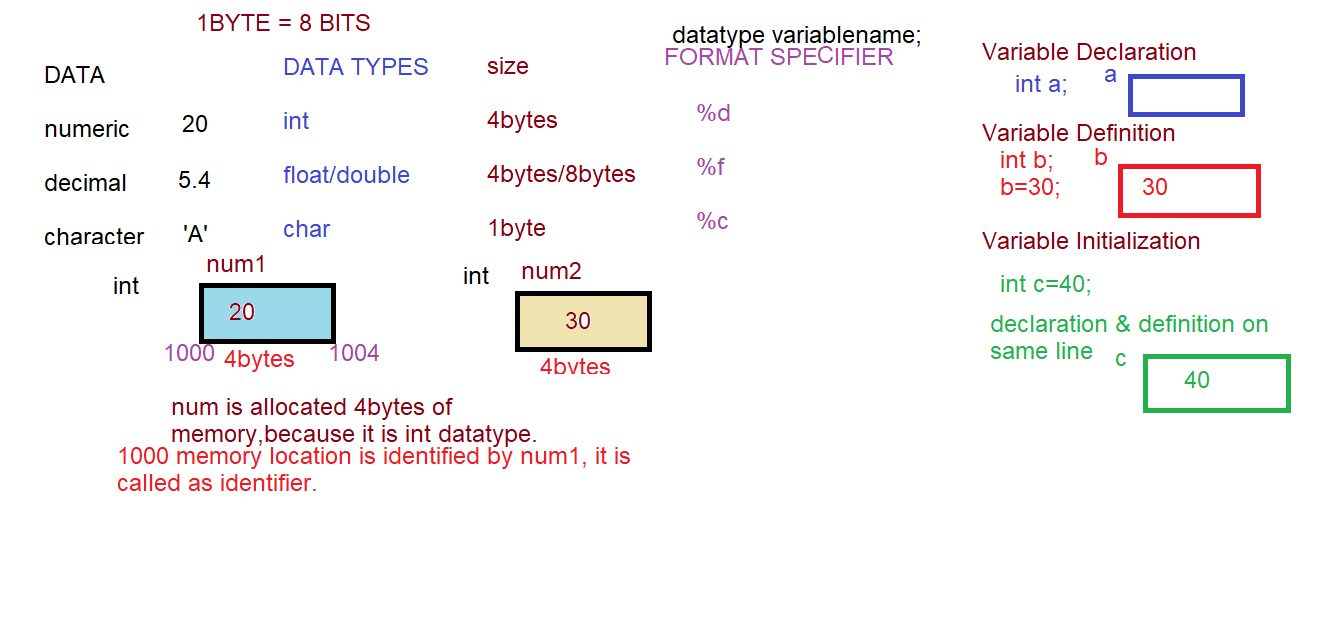 1BYTE = 8 BITS
datatype variablename;
DATA DATA TYPES size FORMAT SPECIFIER
numeric 20 int 4bytes %d
decimal 5.4 float/double 4bytes/8bytes %f
character 'A' char 1byte %c
int num1
20
1000 4bytes 1004
int num2
30
4bytes
num is allocated 4bytes of
memory,because it is int datatype.
1000 memory location is identified by num1, it is
called as identifier.
Variable Declaration
int a; a
Variable Definition
int b; b
b=30; 30
Variable Initialization
int c=40;
declaration & definition on
same line c
40